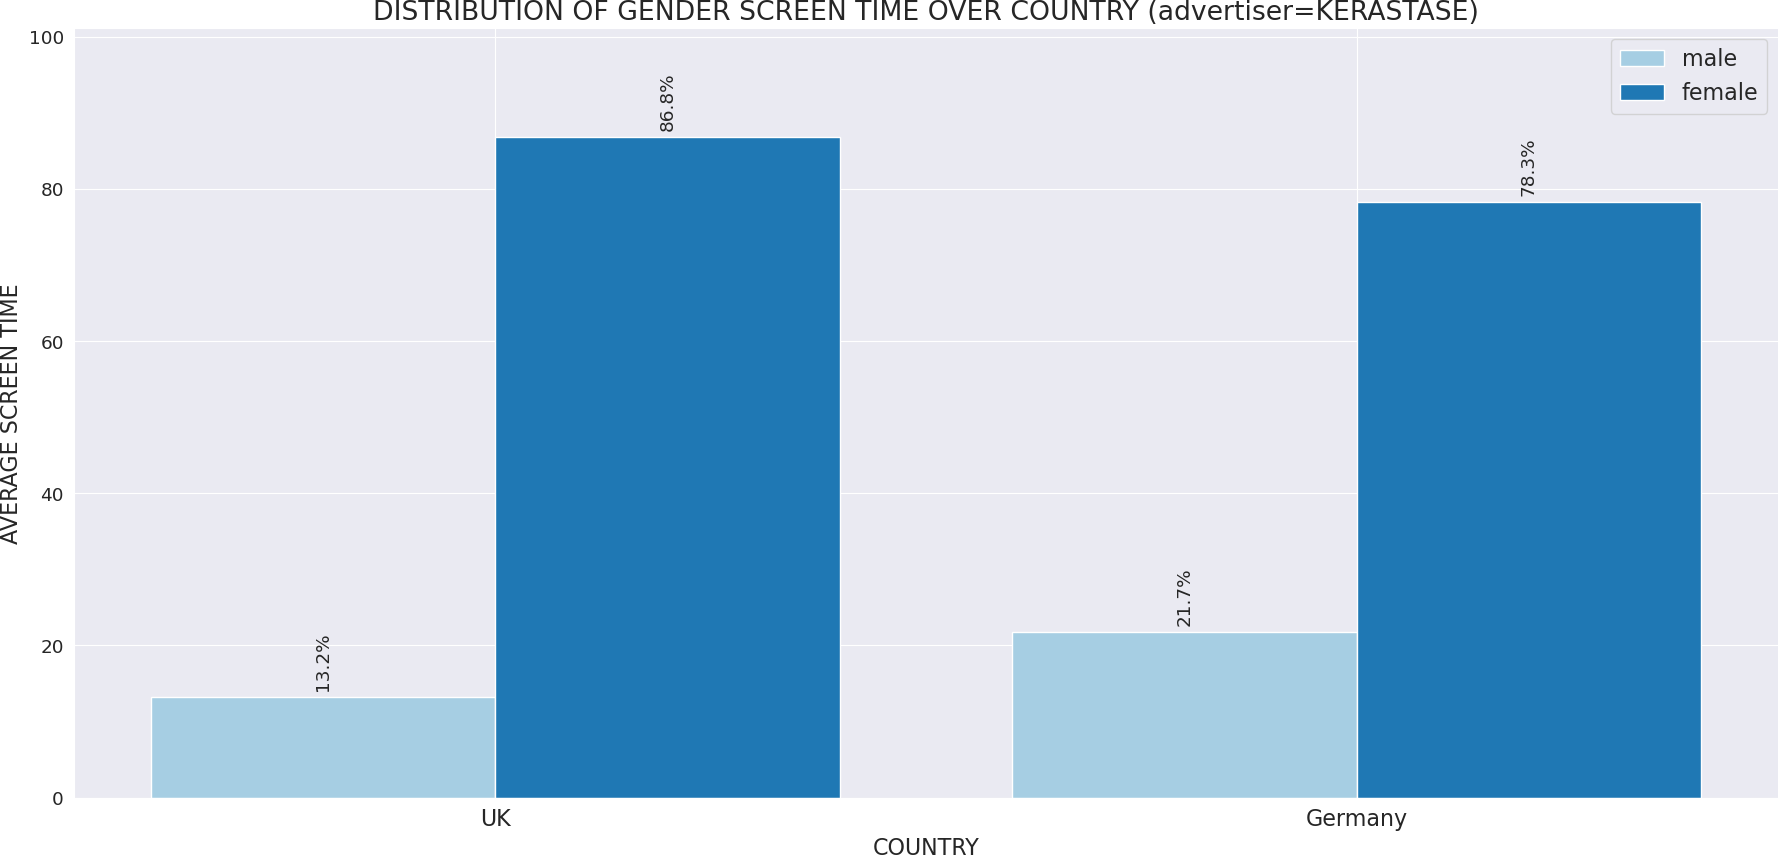 DISTRIBUTION OF GENDER SCREEN TIME OVER COUNTRY (advertiser=KERASTASE)
male
female
AVERAGE SCREEN TIME
100
80
60
40
20
0
13.2%
86.8%
21.7%
78.3%
UK
Germany
COUNTRY